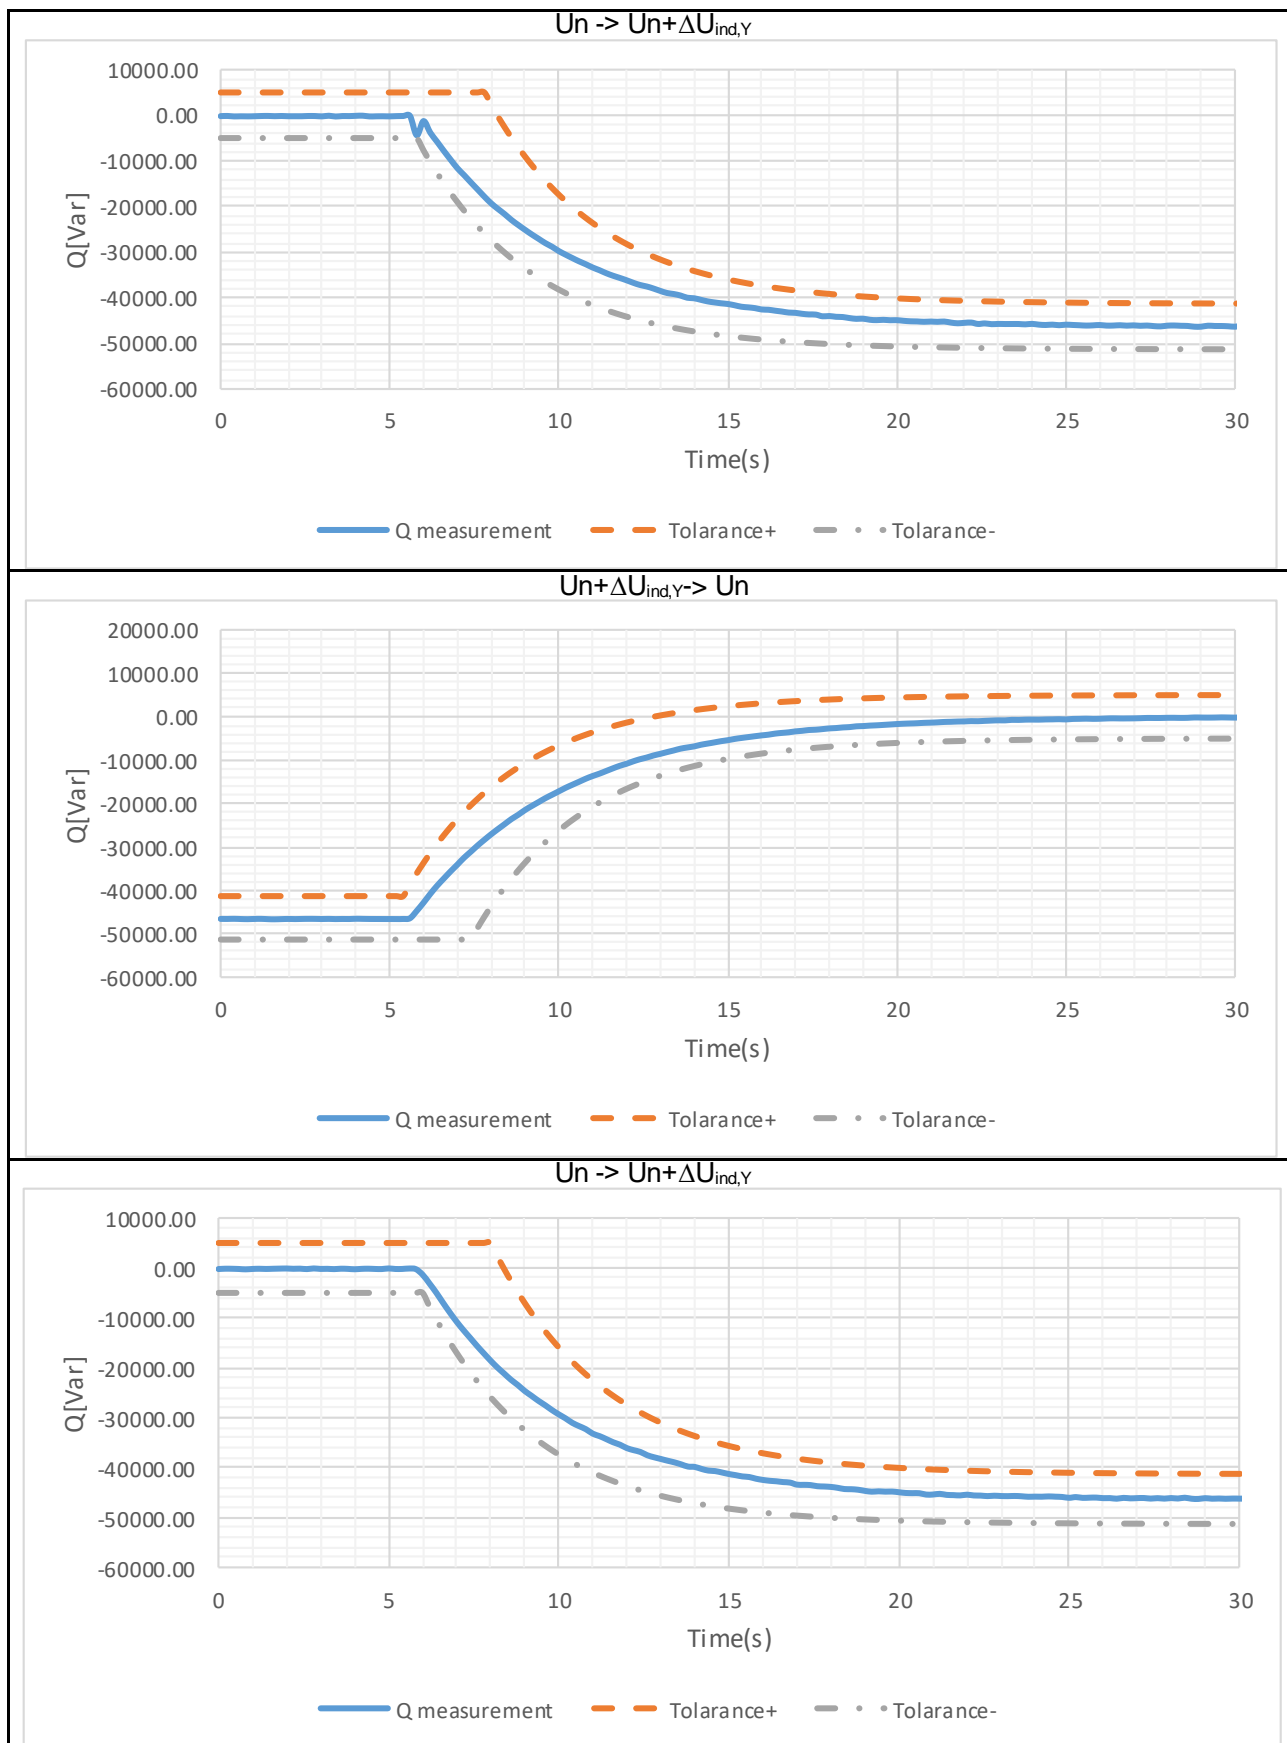 Un -> Un+ΔUind,Y
10000.00
0.00
-10000.00
-20000.00
-30000.00
-40000.00
-50000.00
-60000.00
Q[Var]
0 5 10 15 20 25 30
Time(s)
Q measurement Tolarance+ Tolarance-
Un+ΔUind,Y-> Un
20000.00
10000.00
0.00
-10000.00
-20000.00
-30000.00
-40000.00
-50000.00
-60000.00
Q[Var]
0 5 10 15 20 25 30
Time(s)
Q measurement Tolarance+ Tolarance-
Un -> Un+ΔUind,Y
10000.00
0.00
-10000.00
-20000.00
-30000.00
-40000.00
-50000.00
-60000.00
Q[Var]
0 5 10 15 20 25 30
Time(s)
Q measurement Tolarance+ Tolarance-